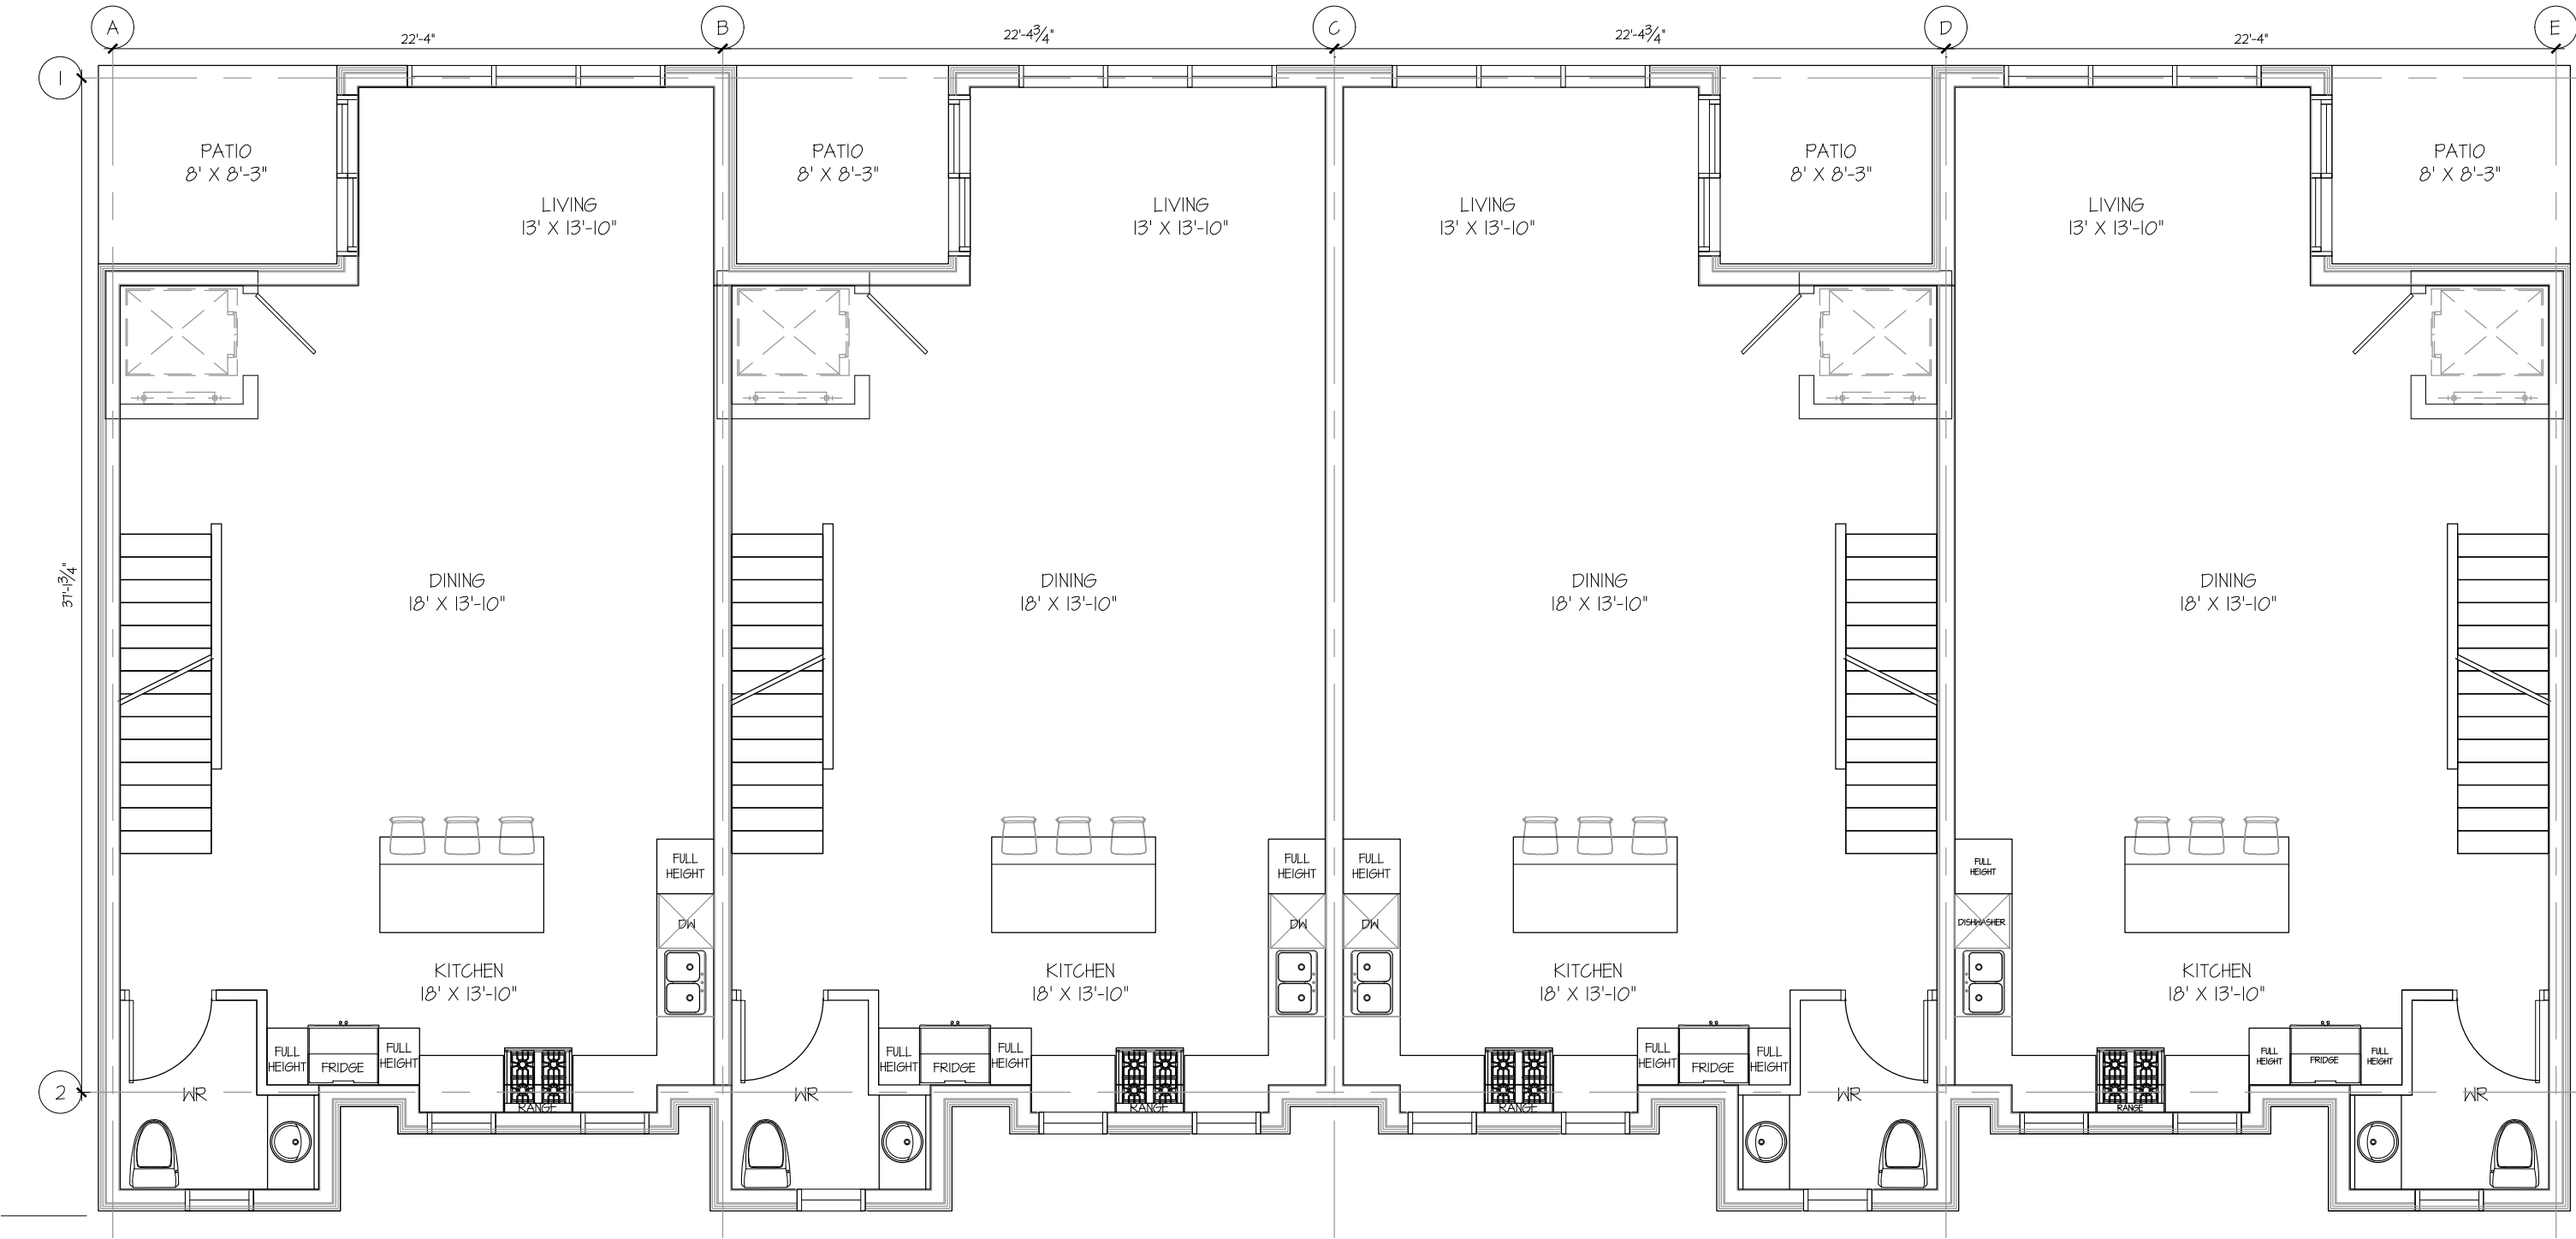 A
B
C
D
E
22'-4"
22'-4¾"
22'-4¾"
22'-4"
1
PATIO
8' X 8'-3"
PATIO
8' X 8'-3"
PATIO
8' X 8'-3"
PATIO
8' X 8'-3"
LIVING
13' X 13'-10"
LIVING
13' X 13'-10"
LIVING
13' X 13'-10"
LIVING
13' X 13'-10"
37'-1¾"
DINING
18' X 13'-10"
DINING
18' X 13'-10"
DINING
18' X 13'-10"
DINING
18' X 13'-10"
FULL
HEIGHT
FULL
HEIGHT
FULL
HEIGHT
FULL
HEIGHT
DW
DW
DW
DISHWASHER
KITCHEN
18' X 13'-10"
KITCHEN
18' X 13'-10"
KITCHEN
18' X 13'-10"
KITCHEN
18' X 13'-10"
FULL
HEIGHT
FRIDGE
FULL
HEIGHT
FULL
HEIGHT
FRIDGE
FULL
HEIGHT
FULL
HEIGHT
FRIDGE
FULL
HEIGHT
FULL
HEIGHT
FRIDGE
FULL
HEIGHT
2
WR
RANGE
WR
RANGE
RANGE
WR
RANGE
WR